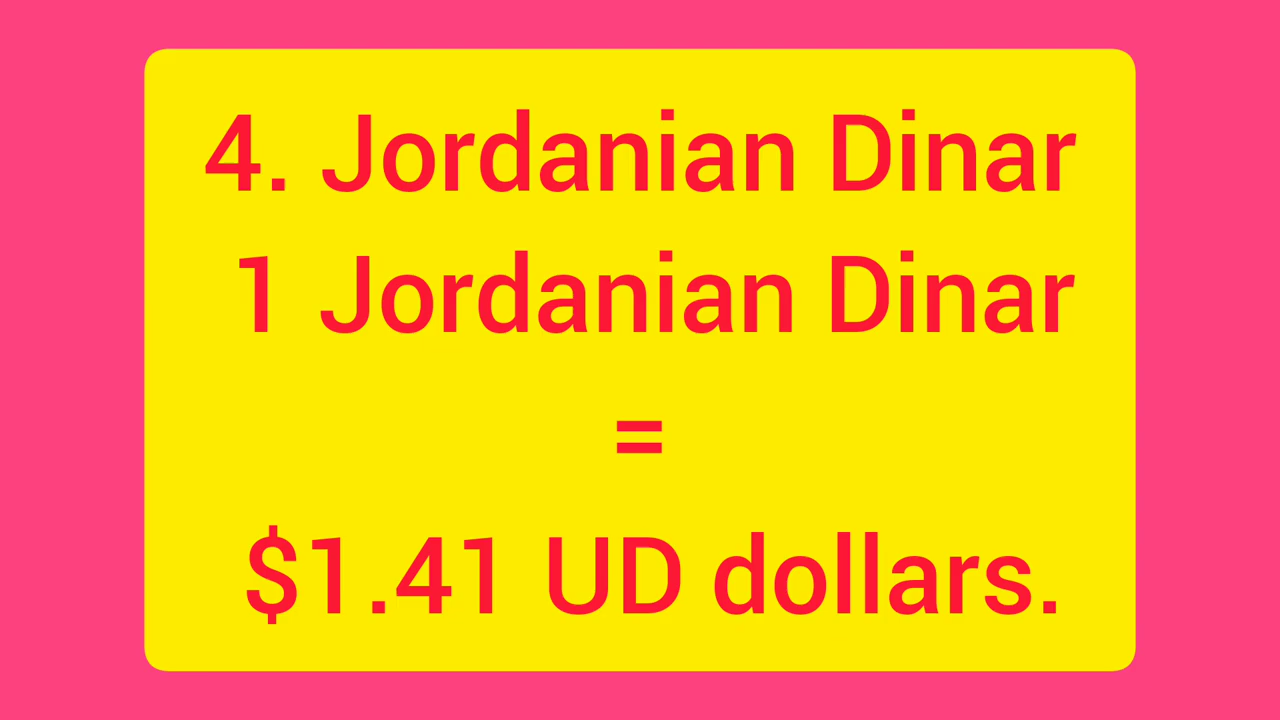 4. Jordanian Dinar
1 Jordanian Dinar
=
$1.41 UD dollars.